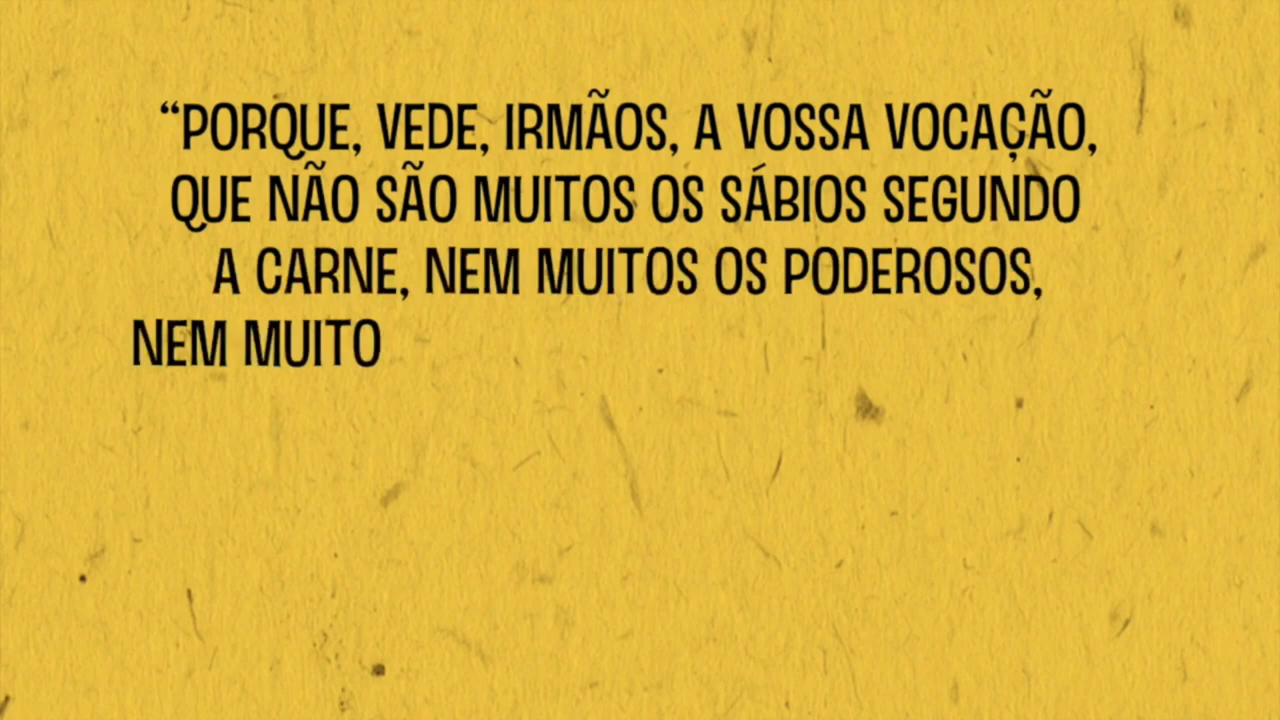 “PORQUE, VEDE, IRMÃOS, A VOSSA VOCAÇÃO,
QUE NÃO SÃO MUITOS OS SÁBIOS SEGUNDO
A CARNE, NEM MUITOS OS PODEROSOS,
NEM MUITO